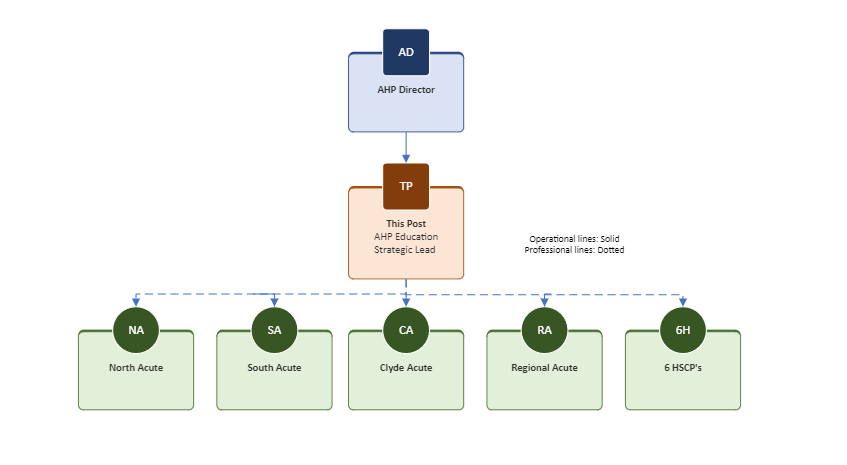 AD
AHP Director
TP
This Post
AHP Education
Strategic Lead
Operational lines: Solid
Professional lines: Dotted
NA
SA
CA
RA
6H
North Acute
South Acute
Clyde Acute
Regional Acute
6 HSCP's